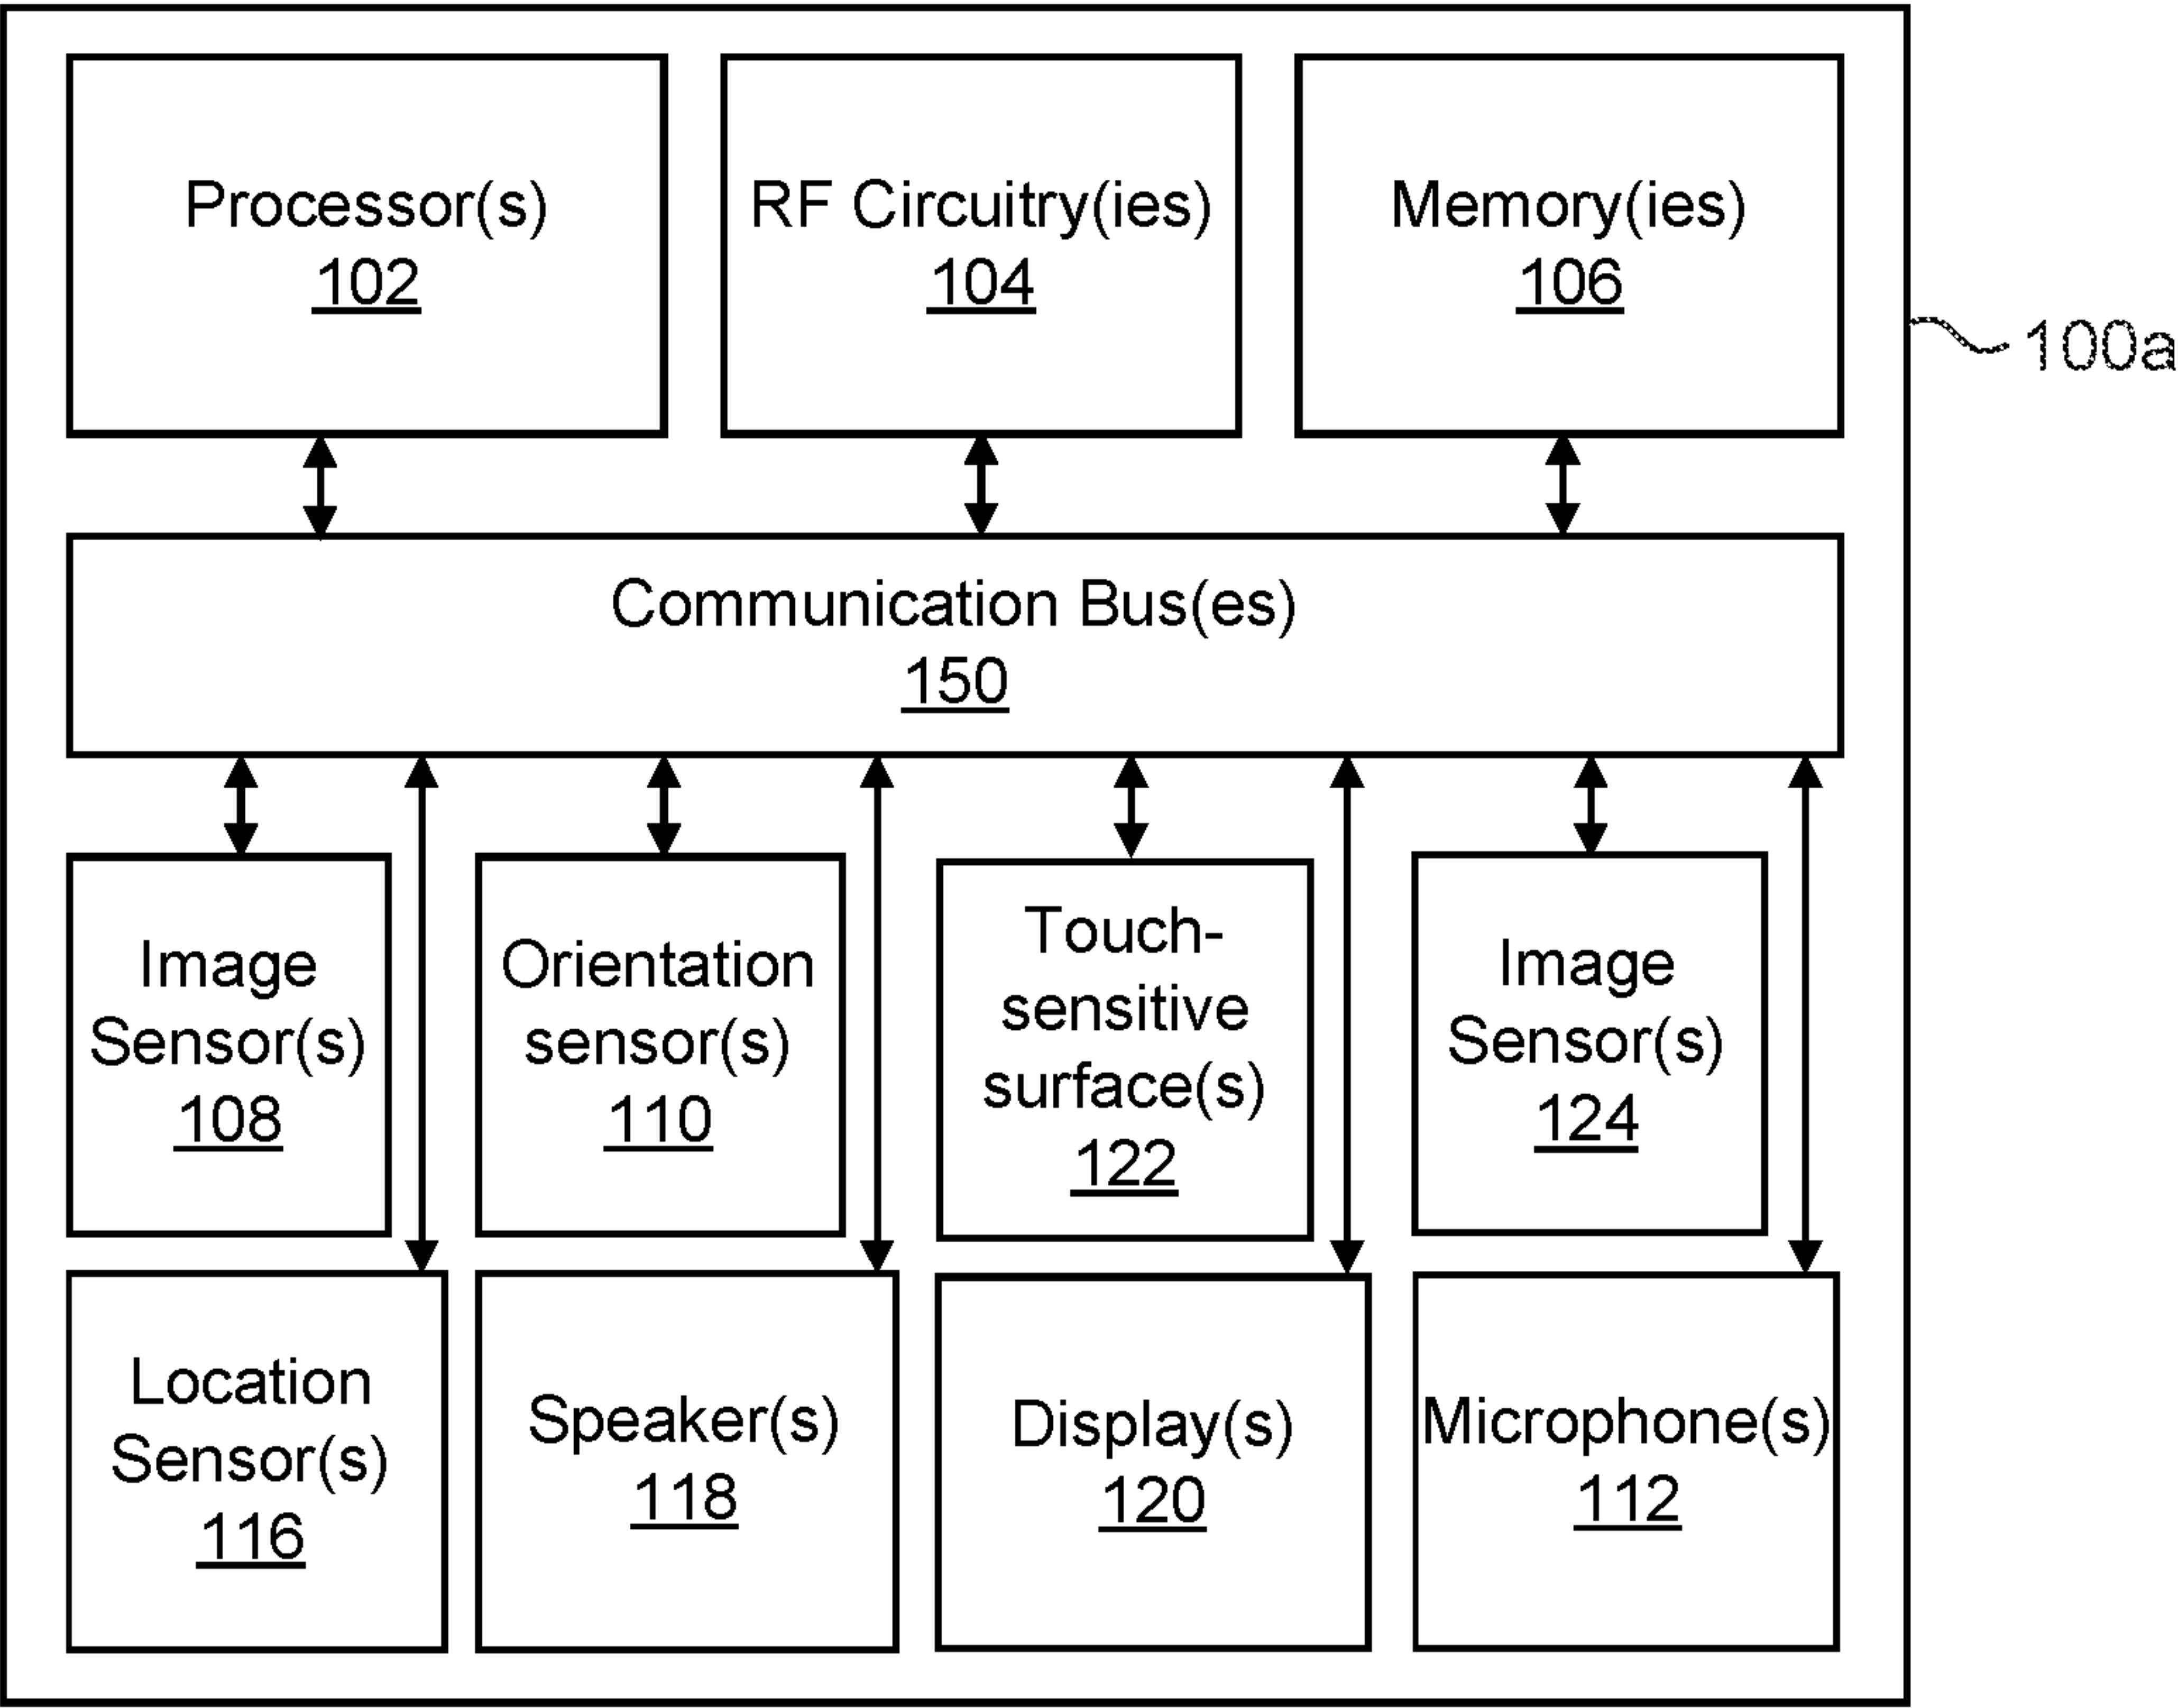 Processor(s)
102
RF Circuitry(ies)
104
Memory(ies)
106
100a
Communication Bus(es)
150
Image
Sensor(s)
108
Orientation
sensor(s)
110
Touch-
sensitive
surface(s)
122
Image
Sensor(s)
124
Location
Sensor(s)
116
Speaker(s)
118
Display(s)
120
Microphone(s)
112